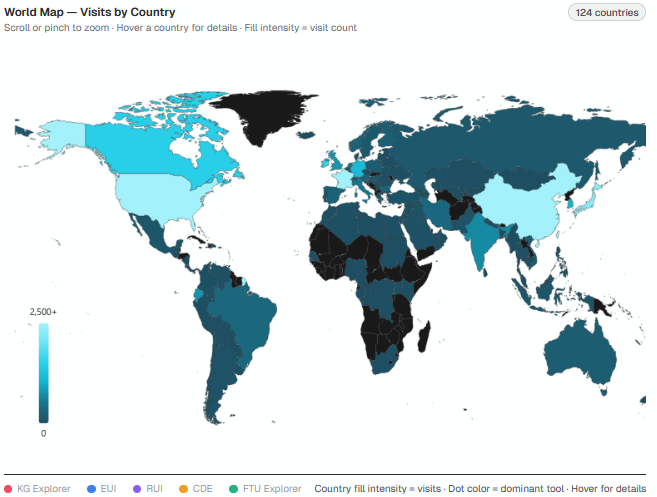 World Map — Visits by Country
124 countries
Scroll or pinch to zoom · Hover a country for details · Fill intensity = visit count
2,500+
0
KG Explorer EUI RUI CDE FTU Explorer Country fill intensity = visits · Dot color = dominant tool · Hover for details